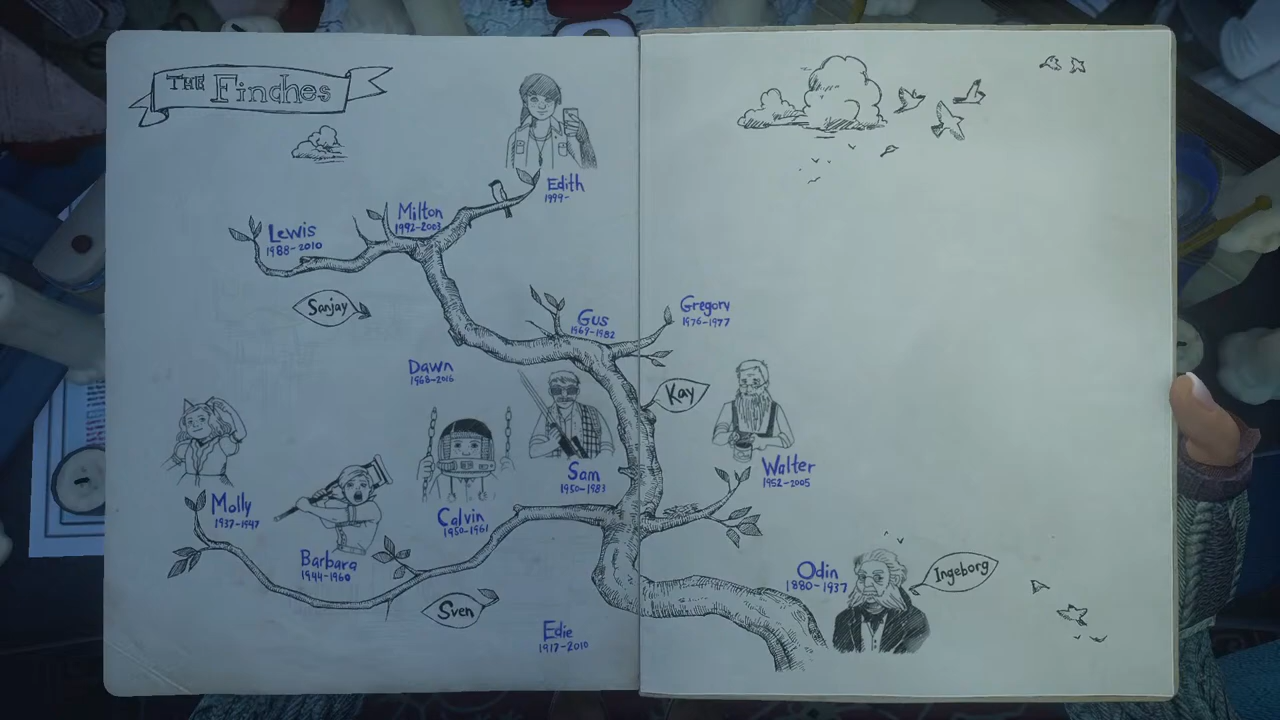 THE Finches
Edith
1999-
Lewis
1988-2010
Milton
1992-2003
Sanjay
Gus
1969-1982
Gregory
1976-1977
Dawn
1968-2016
Kay
Sam
1950-1983
Walter
1952-2005
Molly
1937-1947
Barbara
1944-1960
Calvin
1950-1961
Sven
Edie
1917-2010
Odin
1880-1937
Ingeborg